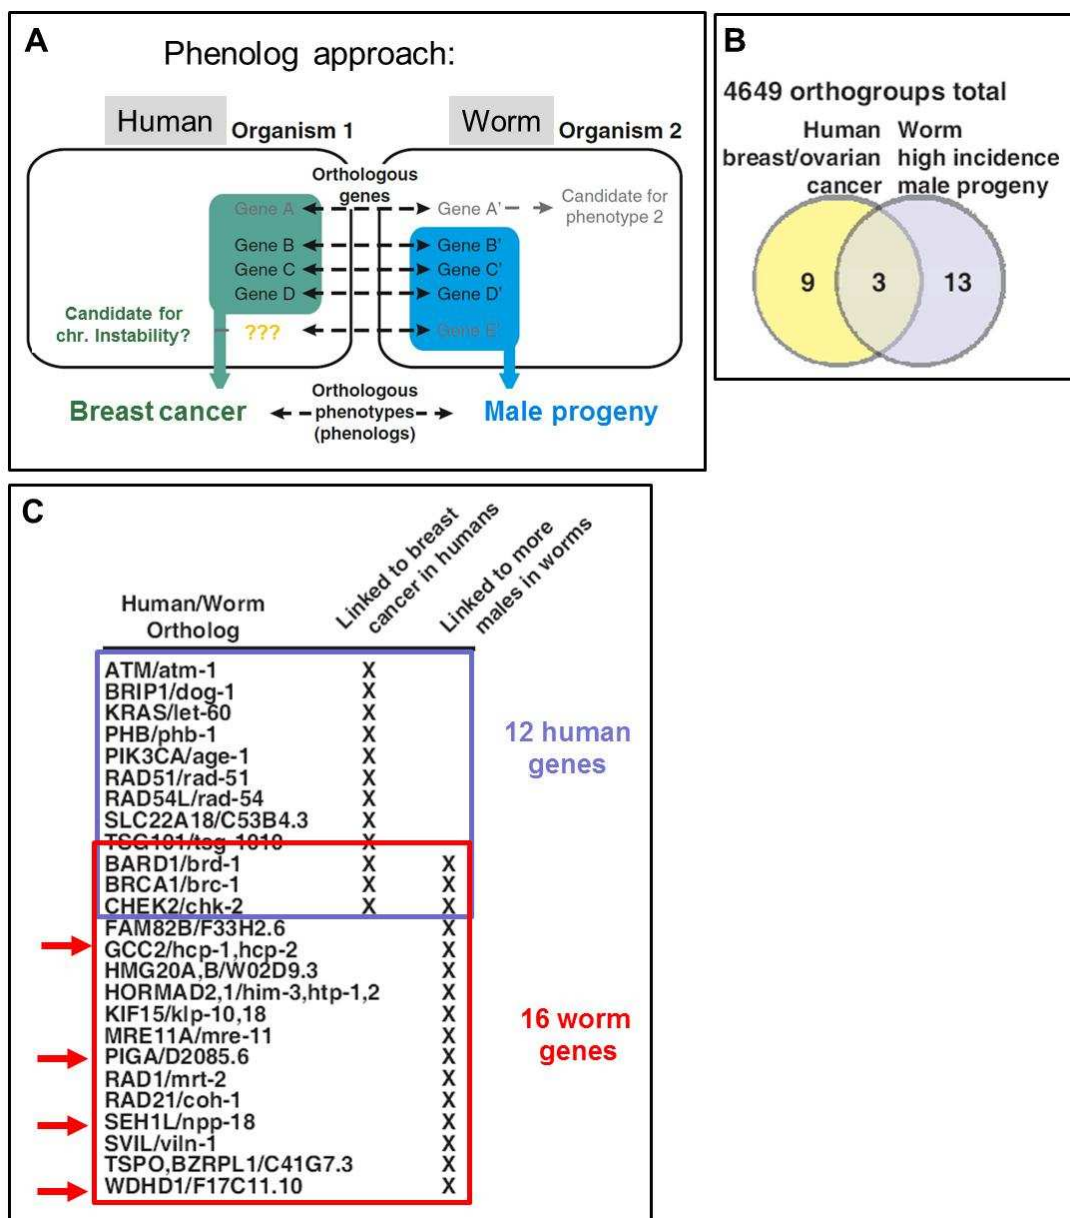 A
Phenolog approach:
Human Organism 1
Worm Organism 2
Orthologous
genes
Gene A
Gene A'
Candidate for
phenotype 2
Gene B
Gene B'
Gene C
Gene C'
Gene D
Gene D'
Candidate for
chr. Instability?
???
Gene E'
Breast cancer
Orthologous
phenotypes
(phenologs)
Male progeny
B
4649 orthogroups total
Human
breast/ovarian
cancer
Worm
high incidence
male progeny
9 3 13
C
Human/Worm
Ortholog
Linked to breast
cancer in humans
Linked to more
males in worms
ATM/atm-1 X
BRIP1/dog-1 X
KRAS/let-60 X
PHB/phb-1 X
PIK3CA/age-1 X
RAD51/rad-51 X
RAD54L/rad-54 X
SLC22A18/C53B4.3 X
TSG101/tsg-1010 X
BARD1/brd-1 X X
BRCA1/brc-1 X X
CHEK2/chk-2 X X
FAM82B/F33H2.6 X
GCC2/hcp-1,hcp-2 X
HMG20A,B/W02D9.3 X
HORMAD2,1/him-3,htp-1,2 X
KIF15/klp-10,18 X
MRE11A/mre-11 X
PIGA/D2085.6 X
RAD1/mrt-2 X
RAD21/coh-1 X
SEH1L/npp-18 X
SVIL/viln-1 X
TSPO,BZRPL1/C41G7.3 X
WDHD1/F17C11.10 X
12 human
genes
16 worm
genes